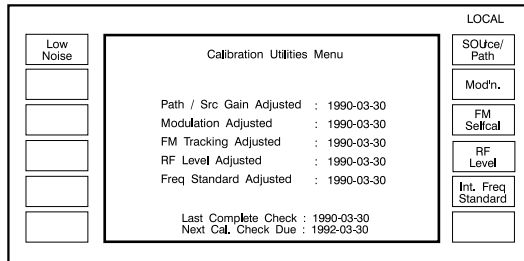 LOCAL
Low
Noise
Calibration Utilities Menu
SOUrce/
Path
Mod'n.
Path / Src Gain Adjusted : 1990-03-30
Modulation Adjusted : 1990-03-30
FM
Selfcal
FM Tracking Adjusted : 1990-03-30
RF Level Adjusted : 1990-03-30
RF
Level
Freq Standard Adjusted : 1990-03-30
Int. Freq
Standard
Last Complete Check : 1990-03-30
Next Cal. Check Due : 1992-03-30